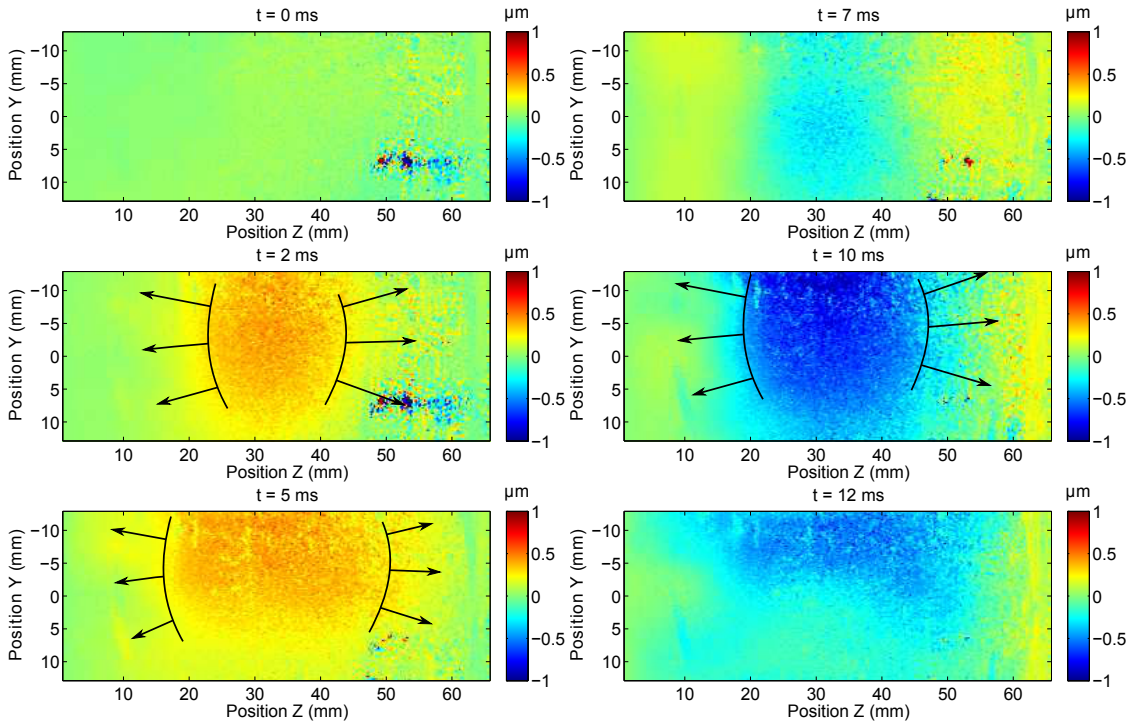 t = 0 ms
µm
Position Y (mm)
−10
−5
0
5
10
10 20 30 40 50 60
Position Z (mm)
1
0.5
0
−0.5
−1
t = 7 ms
µm
Position Y (mm)
−10
−5
0
5
10
10 20 30 40 50 60
Position Z (mm)
1
0.5
0
−0.5
−1
t = 2 ms
µm
Position Y (mm)
−10
−5
0
5
10
10 20 30 40 50 60
Position Z (mm)
1
0.5
0
−0.5
−1
t = 10 ms
µm
Position Y (mm)
−10
−5
0
5
10
10 20 30 40 50 60
Position Z (mm)
1
0.5
0
−0.5
−1
t = 5 ms
µm
Position Y (mm)
−10
−5
0
5
10
10 20 30 40 50 60
Position Z (mm)
1
0.5
0
−0.5
−1
t = 12 ms
µm
Position Y (mm)
−10
−5
0
5
10
10 20 30 40 50 60
Position Z (mm)
1
0.5
0
−0.5
−1